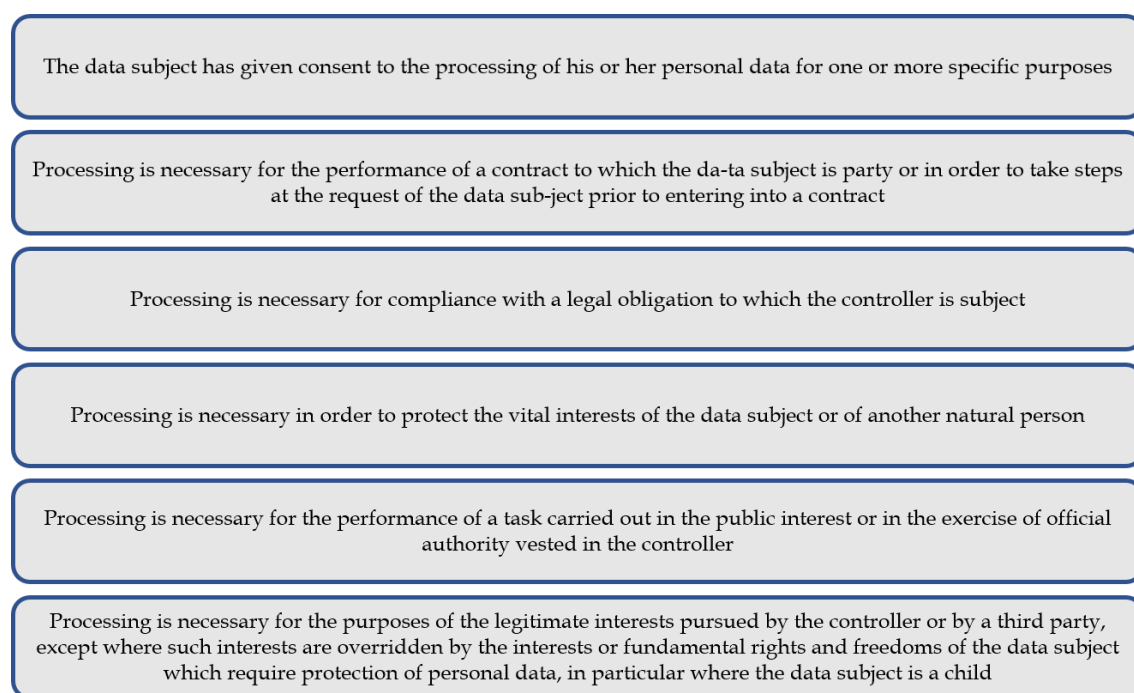 The data subject has given consent to the processing of his or her personal data for one or more specific purposes
Processing is necessary for the performance of a contract to which the da-ta subject is party or in order to take steps
at the request of the data sub-ject prior to entering into a contract
Processing is necessary for compliance with a legal obligation to which the controller is subject
Processing is necessary in order to protect the vital interests of the data subject or of another natural person
Processing is necessary for the performance of a task carried out in the public interest or in the exercise of official
authority vested in the controller
Processing is necessary for the purposes of the legitimate interests pursued by the controller or by a third party,
except where such interests are overridden by the interests or fundamental rights and freedoms of the data subject
which require protection of personal data, in particular where the data subject is a child